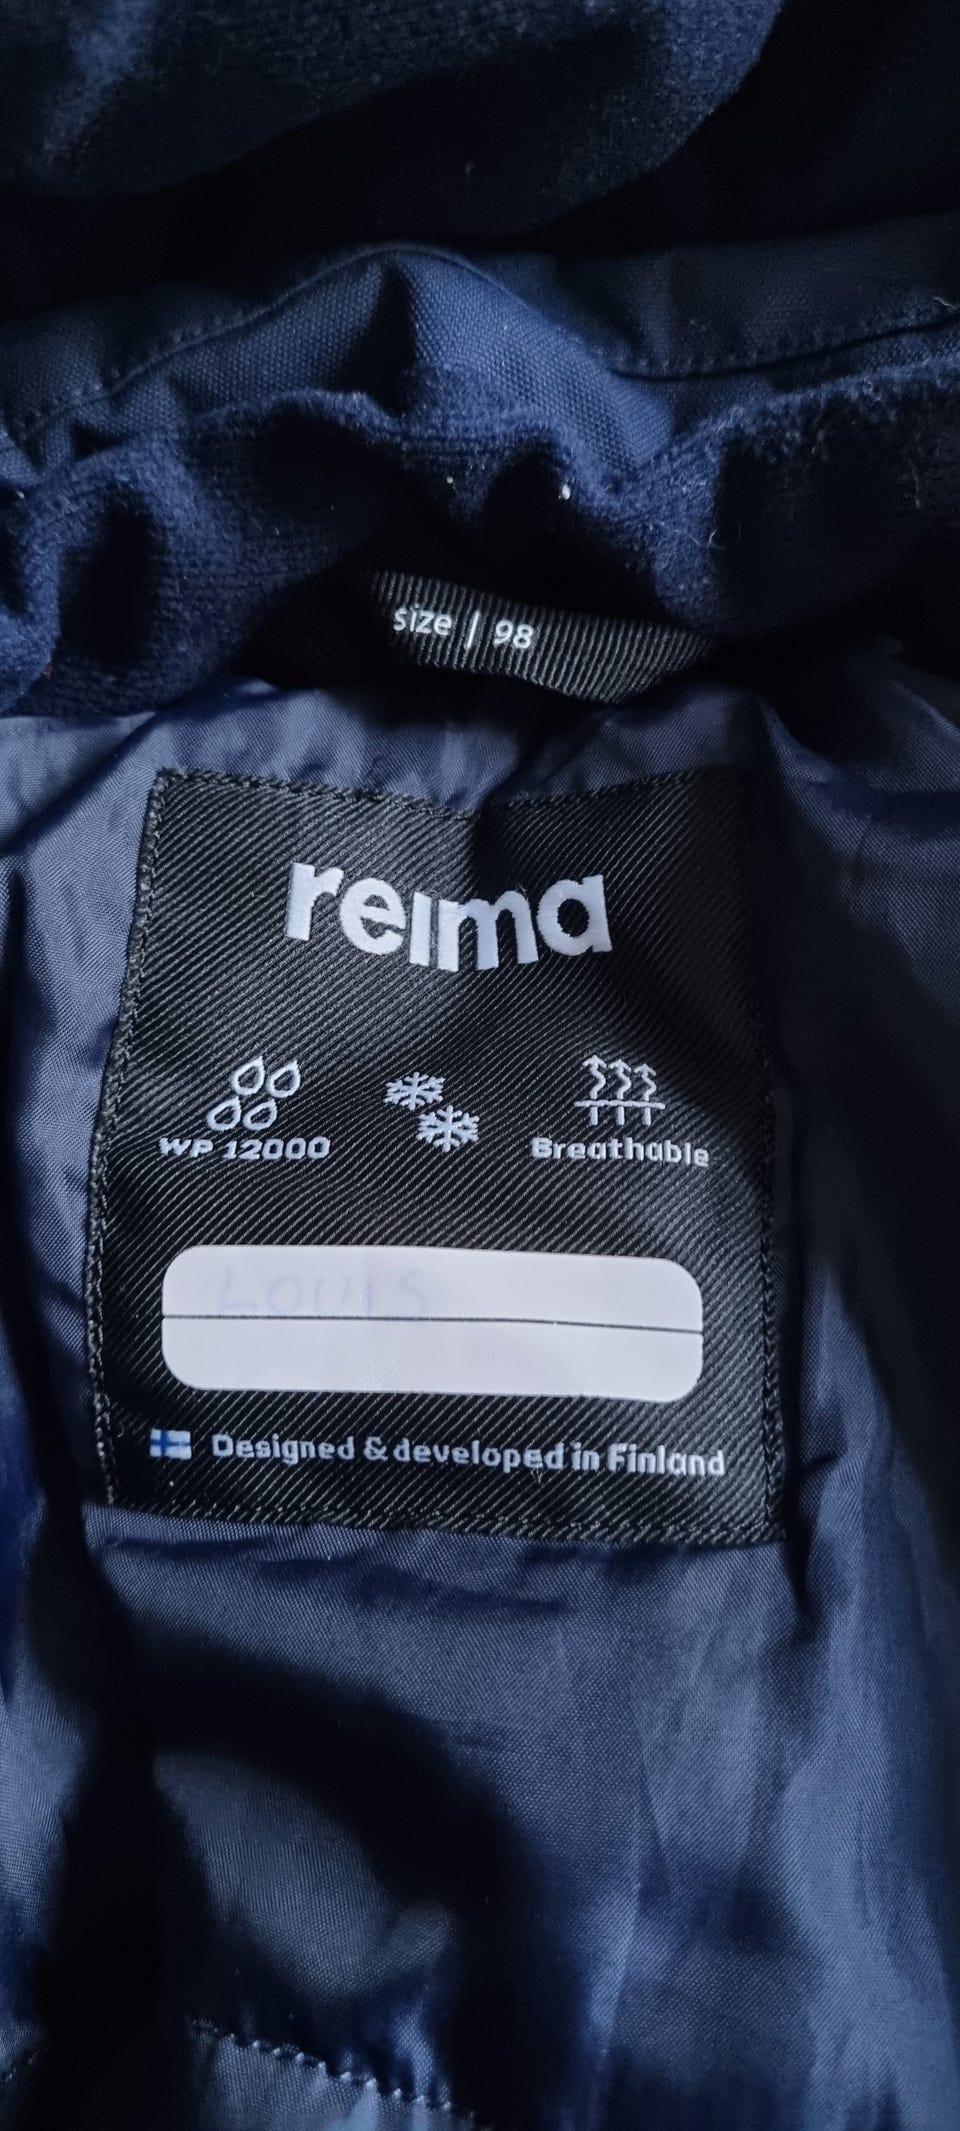 size | 98
reima
WP 12000
Breathable
LOUIS
Designed & developed in Finland